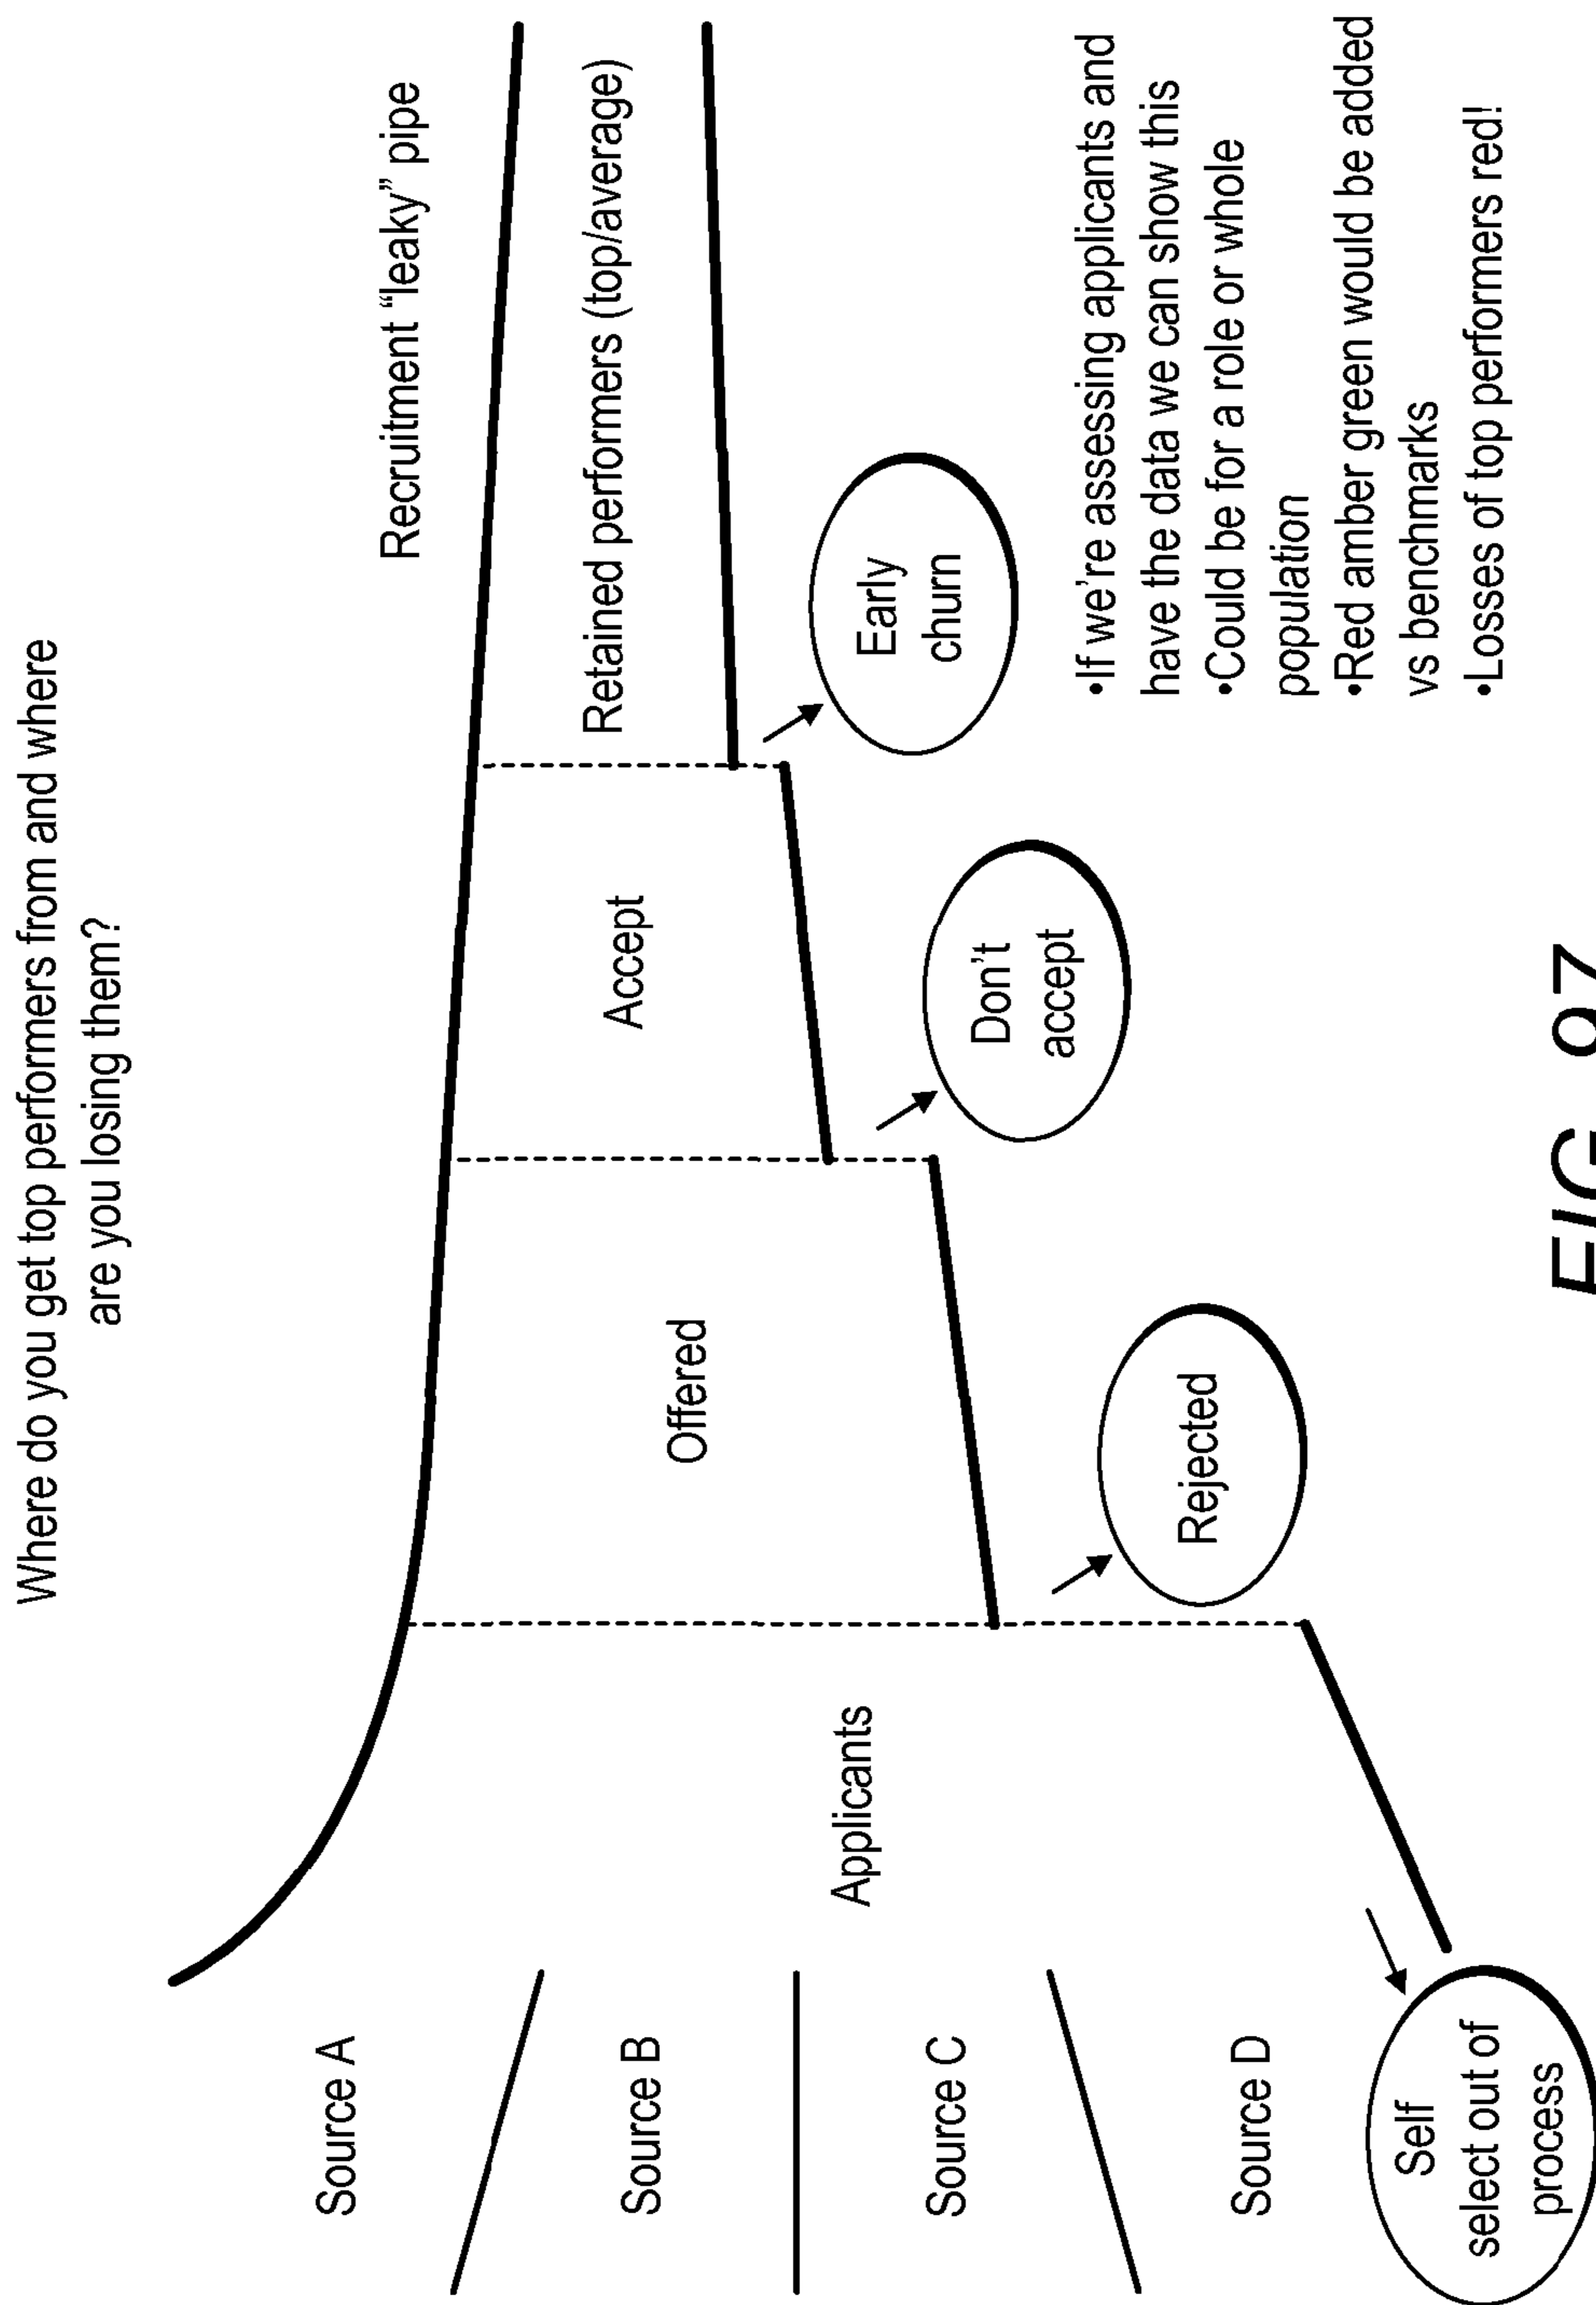 Where do you get top performers from and where
are you losing them?
Recruitment “leaky” pipe
Source A
Source B
Source C
Source D
Applicants
Offered
Accept
Retained performers (top/average)
Self
select out of
process
Rejected
Don't
accept
Early
churn
•If we're assessing applicants and
have the data we can show this
•Could be for a role or whole
population
•Red amber green would be added
vs benchmarks
•Losses of top performers red!
FIG.